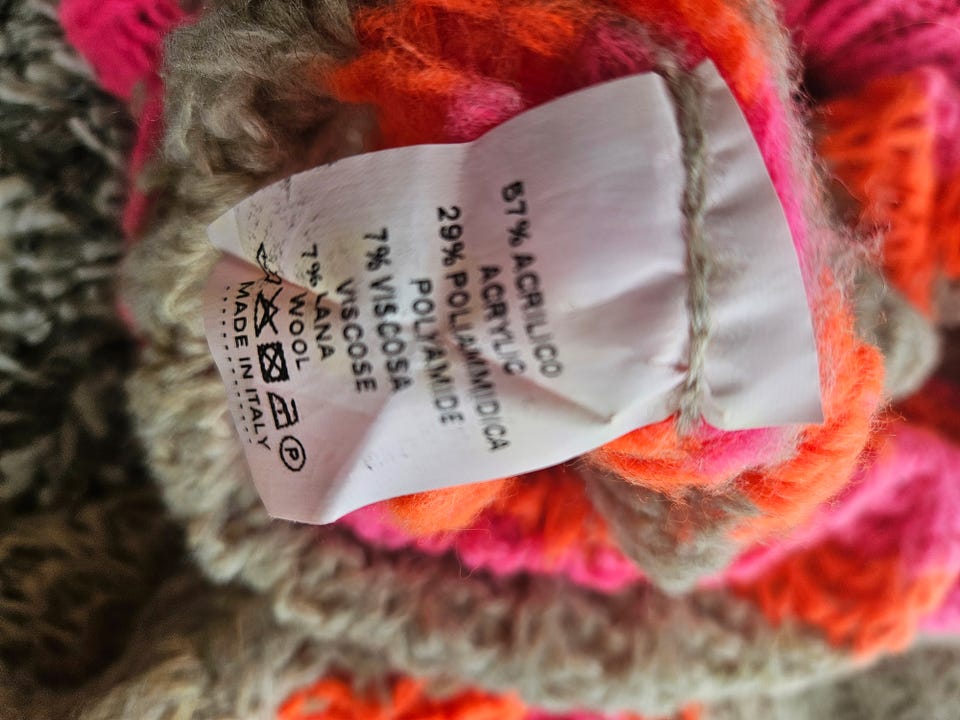 57% ACRILICO
ACRYLIC
29% POLIAMMIDICA
POLYAMIDE
7% VISCOSA
VISCOSE
7% LANA
WOOL
P
MADE IN ITALY